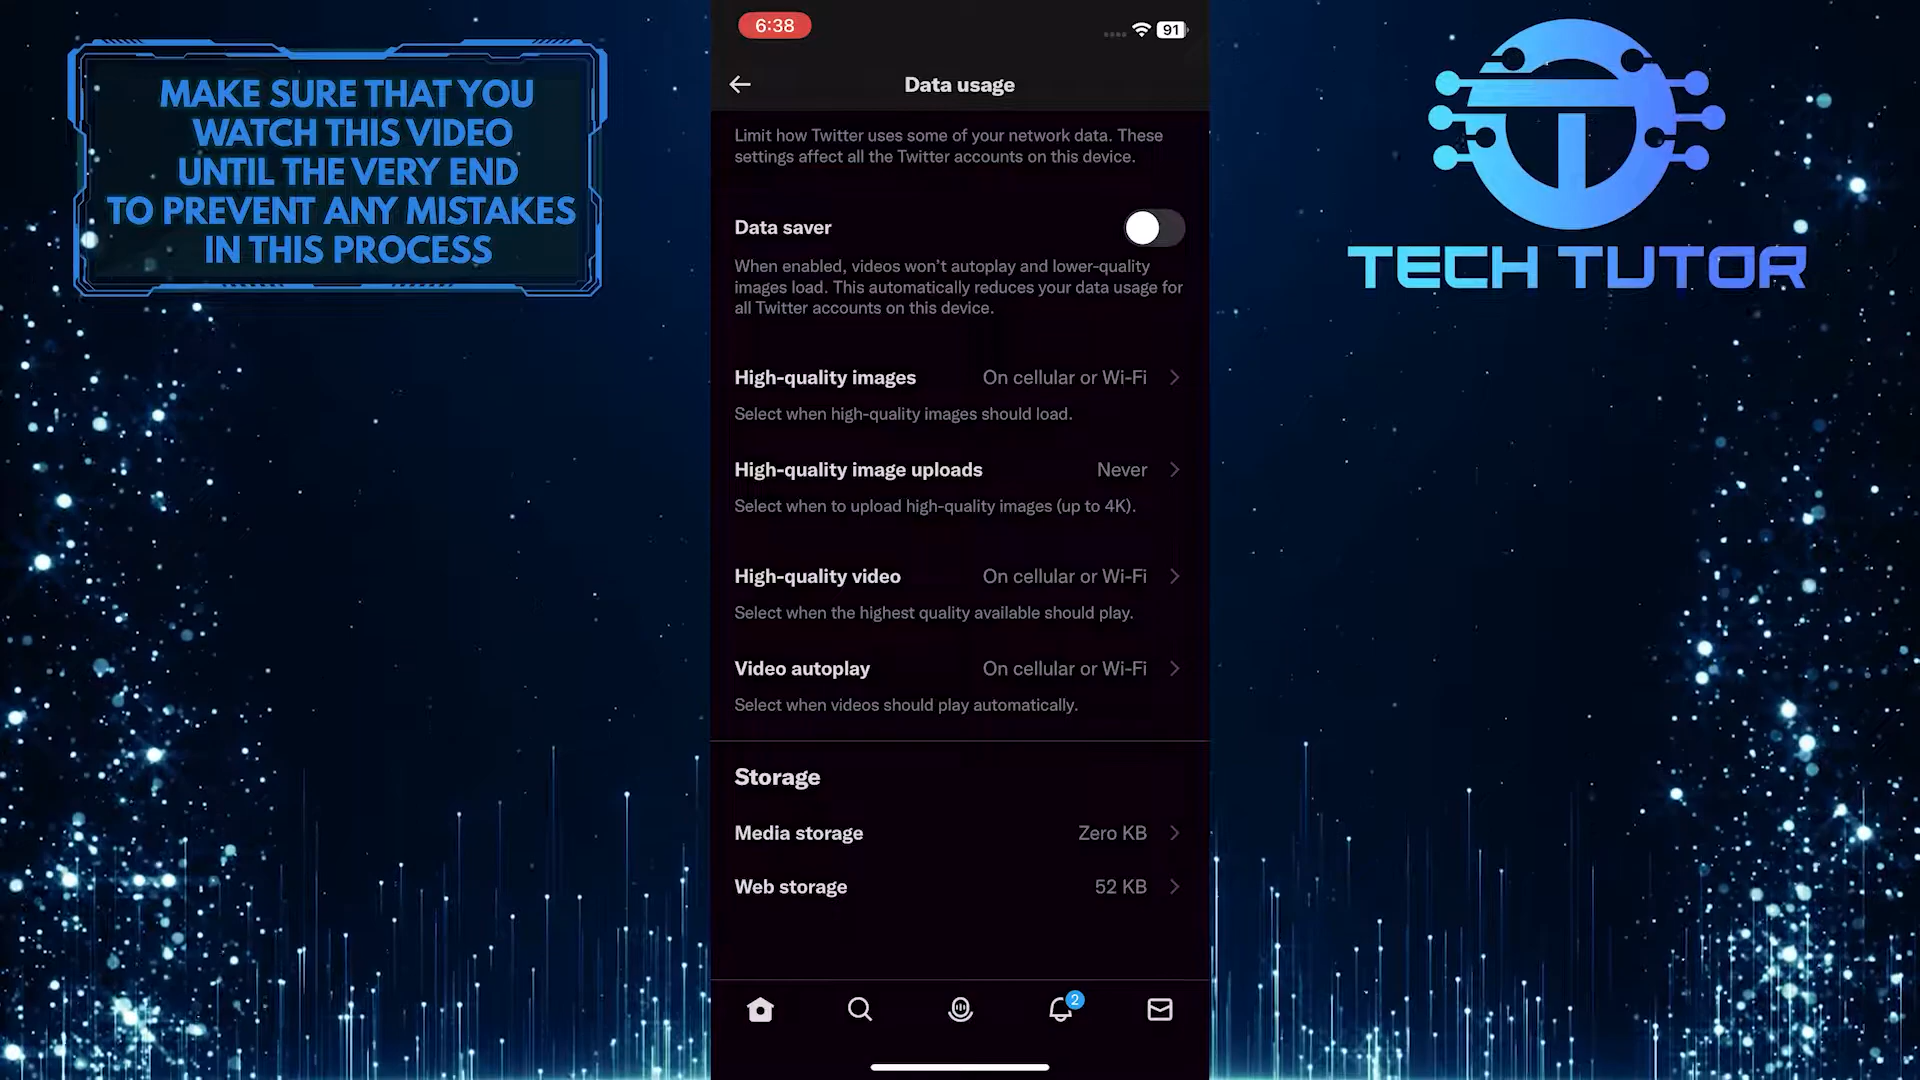 MAKE SURE THAT YOU
WATCH THIS VIDEO
UNTIL THE VERY END
TO PREVENT ANY MISTAKES
IN THIS PROCESS
6:38
91
Data usage
Limit how Twitter uses some of your network data. These
settings affect all the Twitter accounts on this device.
Data saver
When enabled, videos won’t autoplay and lower-quality
images load. This automatically reduces your data usage for
all Twitter accounts on this device.
High-quality images On cellular or Wi-Fi
Select when high-quality images should load.
High-quality image uploads Never
Select when to upload high-quality images (up to 4K).
High-quality video On cellular or Wi-Fi
Select when the highest quality available should play.
Video autoplay On cellular or Wi-Fi
Select when videos should play automatically.
Storage
Media storage Zero KB
Web storage 52 KB
2
TECH TUTOR